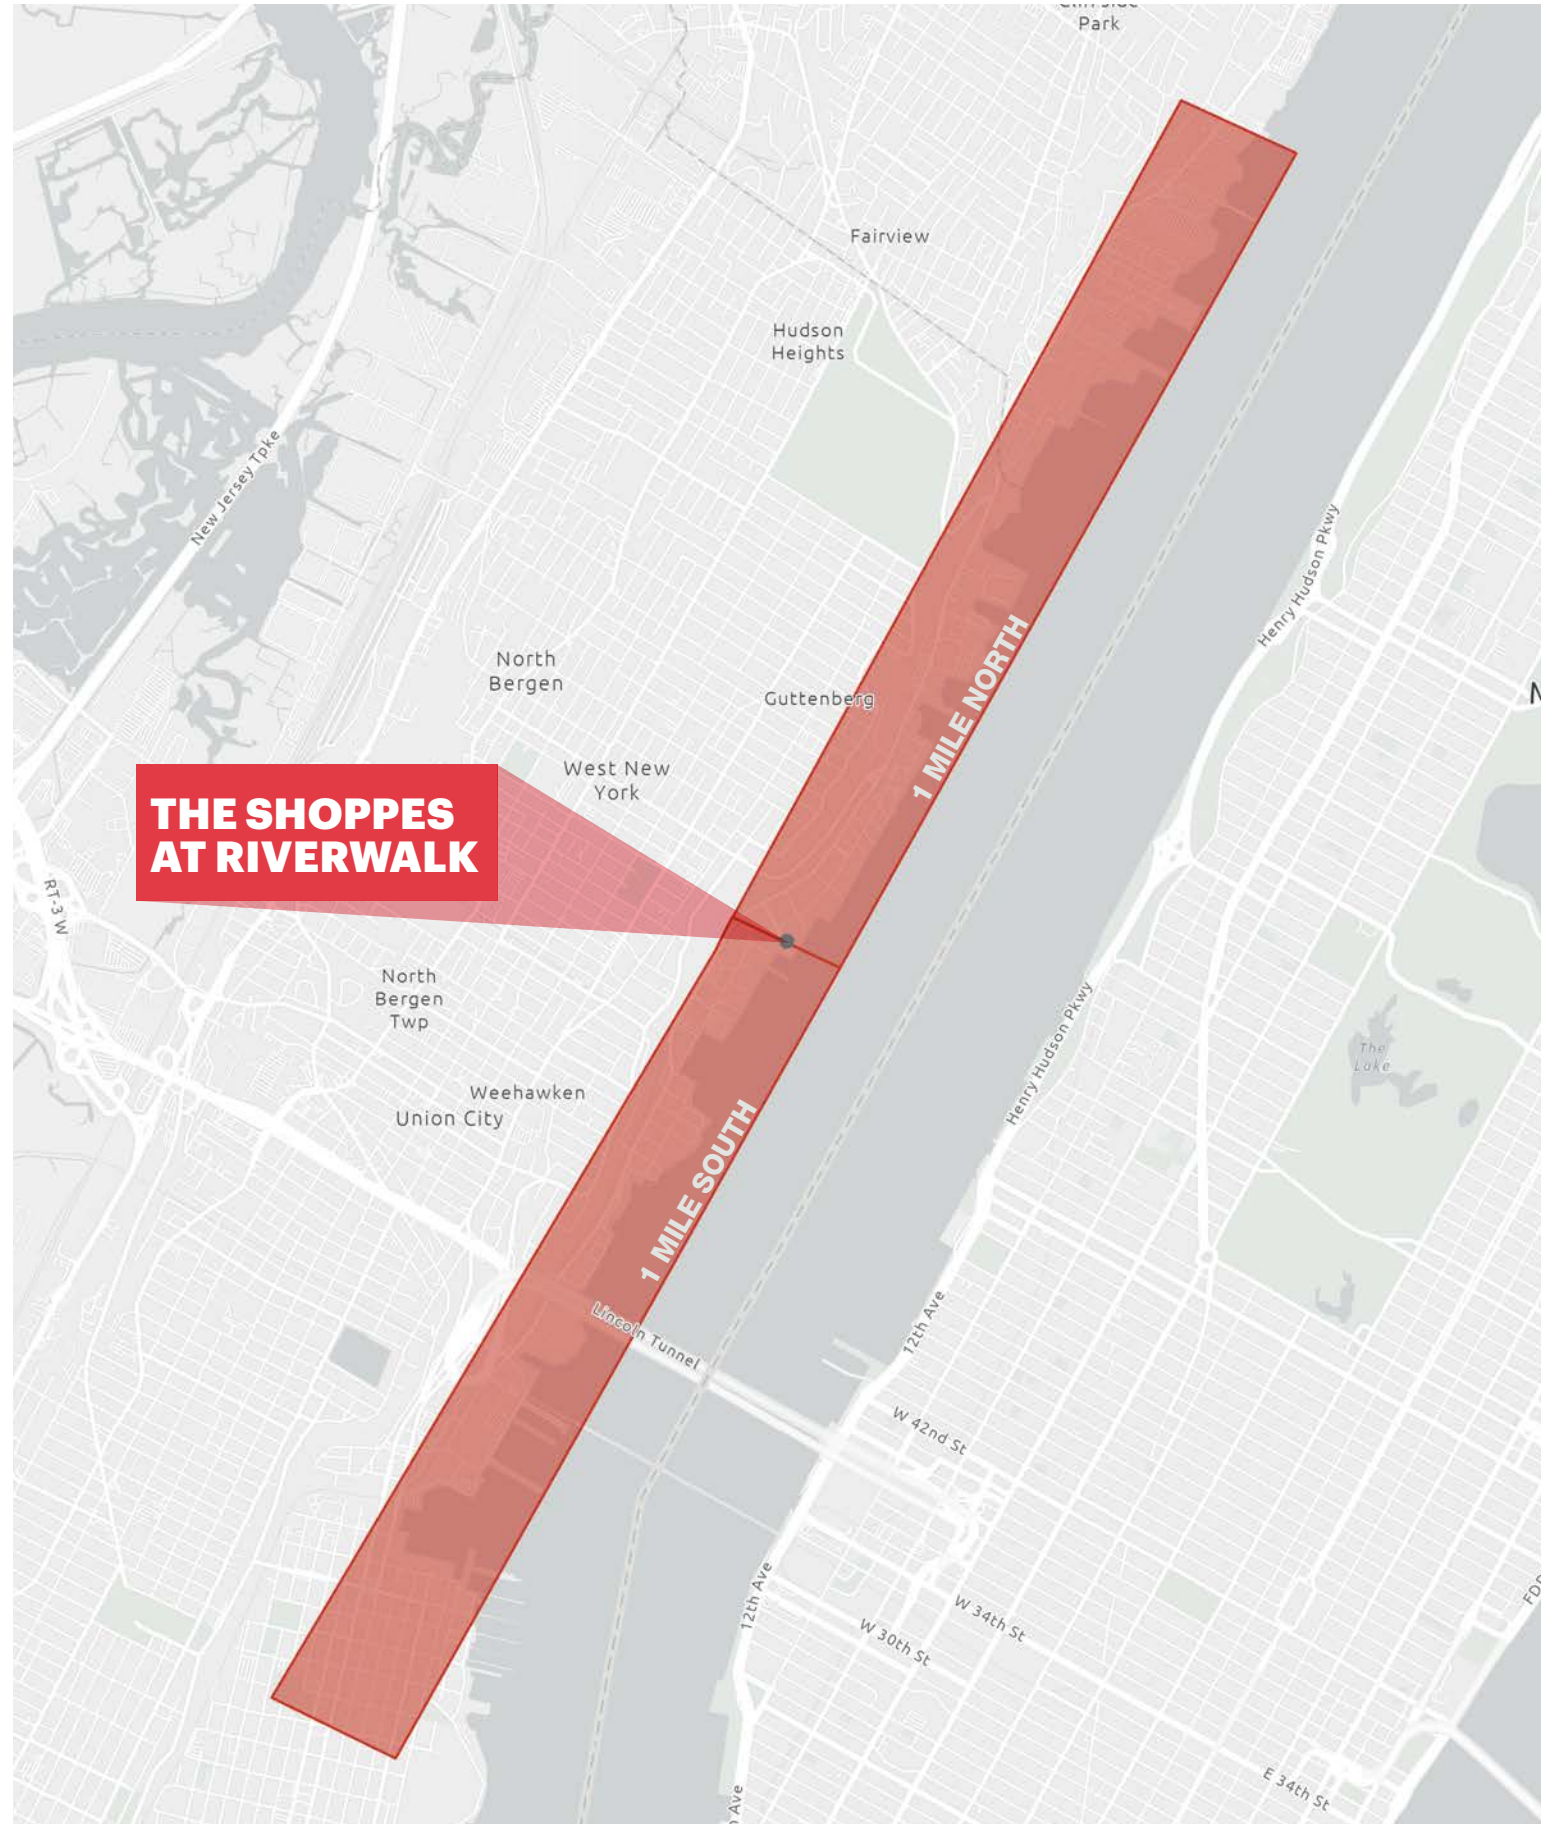 Park
Fairview
Hudson
Heights
New Jersey Tpke
Henry Hudson Pkwy
North
Bergen
Guttenberg
1 MILE NORTH
West New
York
THE SHOPPES
AT RIVERWALK
RT-3 W
North
Bergen
Twp
Henry Hudson Pkwy
The
Lake
Weehawken
Union City
1 MILE SOUTH
Lincoln Tunnel
12th Ave
W 42nd St
12th Ave
W 34th St
W 30th St
E 34th St
Ave